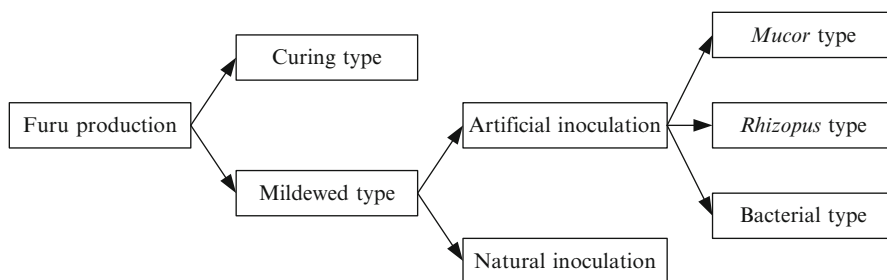 Mucor type
Curing type
Furu production
Artificial inoculation
Rhizopus type
Mildewed type
Bacterial type
Natural inoculation